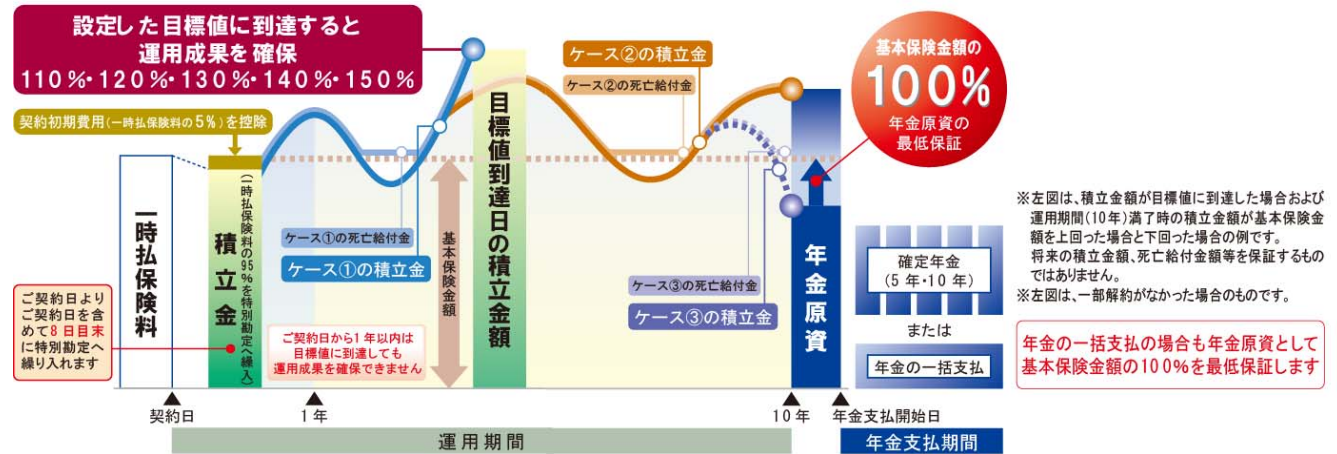 設定した目標値に到達すると
運用成果を確保
110%・120%・130%・140%・150%
契約初期費用(一時払保険料の5%)を控除
一時払保険料
積立金
(一時払保険料の95%を特別勘定へ繰入)
ご契約日より
ご契約日を含
めて8日目末
に特別勘定へ
繰り入れます
ケース①の死亡給付金
ケース①の積立金
ご契約日から1年以内は
目標値に到達しても
運用成果を確保できません
基本保険金額
目標値到達日の積立金額
ケース②の積立金
ケース②の死亡給付金
ケース③の死亡給付金
ケース③の積立金
基本保険金額の
100%
年金原資の
最低保証
年金原資
確定年金
(5年・10年)
または
年金の一括支払
※左図は、積立金額が目標値に到達した場合および
運用期間(10年)満了時の積立金額が基本保険金
額を上回った場合と下回った場合の例です。
将来の積立金額、死亡給付金額等を保証するもの
ではありません。
※左図は、一部解約がなかった場合のものです。
年金の一括支払の場合も年金原資として
基本保険金額の100%を最低保証します
契約日
1年
10年
年金支払開始日
運用期間
年金支払期間